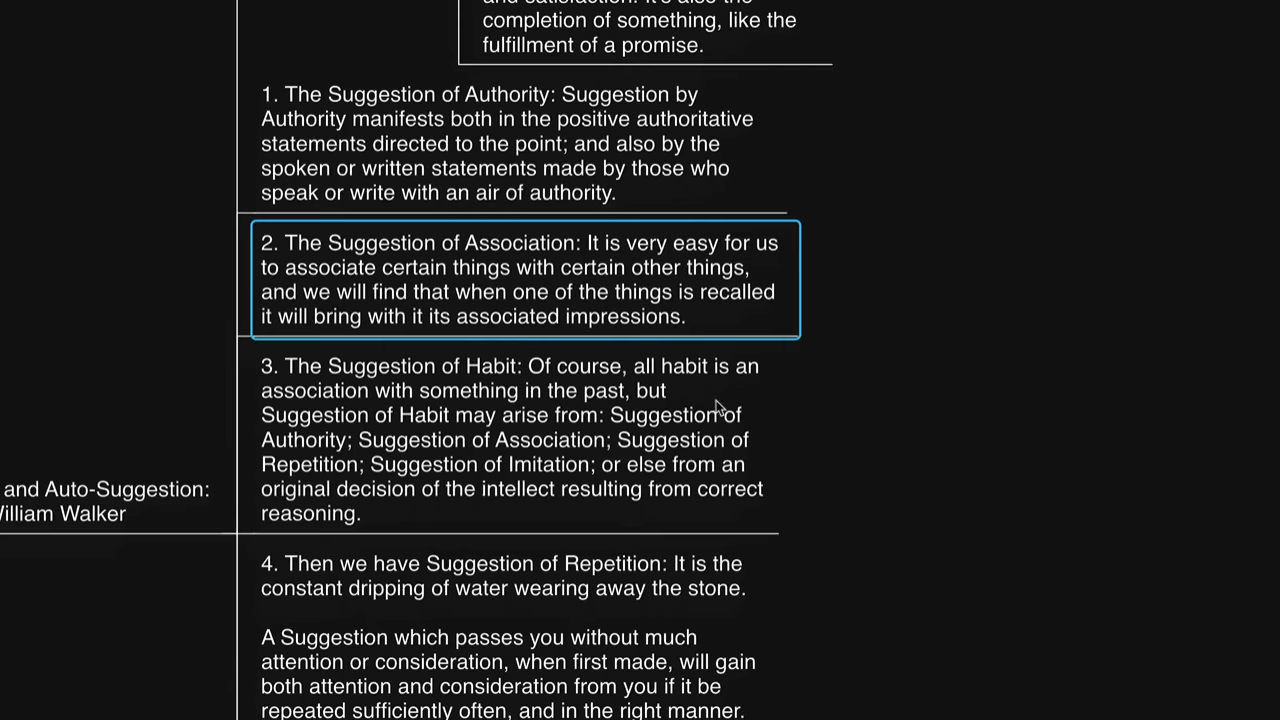 completion of something, like the
fulfillment of a promise.
1. The Suggestion of Authority: Suggestion by
Authority manifests both in the positive authoritative
statements directed to the point; and also by the
spoken or written statements made by those who
speak or write with an air of authority.
2. The Suggestion of Association: It is very easy for us
to associate certain things with certain other things,
and we will find that when one of the things is recalled
it will bring with it its associated impressions.
3. The Suggestion of Habit: Of course, all habit is an
association with something in the past, but
Suggestion of Habit may arise from: Suggestion of
Authority; Suggestion of Association; Suggestion of
Repetition; Suggestion of Imitation; or else from an
original decision of the intellect resulting from correct
reasoning.
and Auto-Suggestion:
William Walker
4. Then we have Suggestion of Repetition: It is the
constant dripping of water wearing away the stone.
A Suggestion which passes you without much
attention or consideration, when first made, will gain
both attention and consideration from you if it be
repeated sufficiently often, and in the right manner.